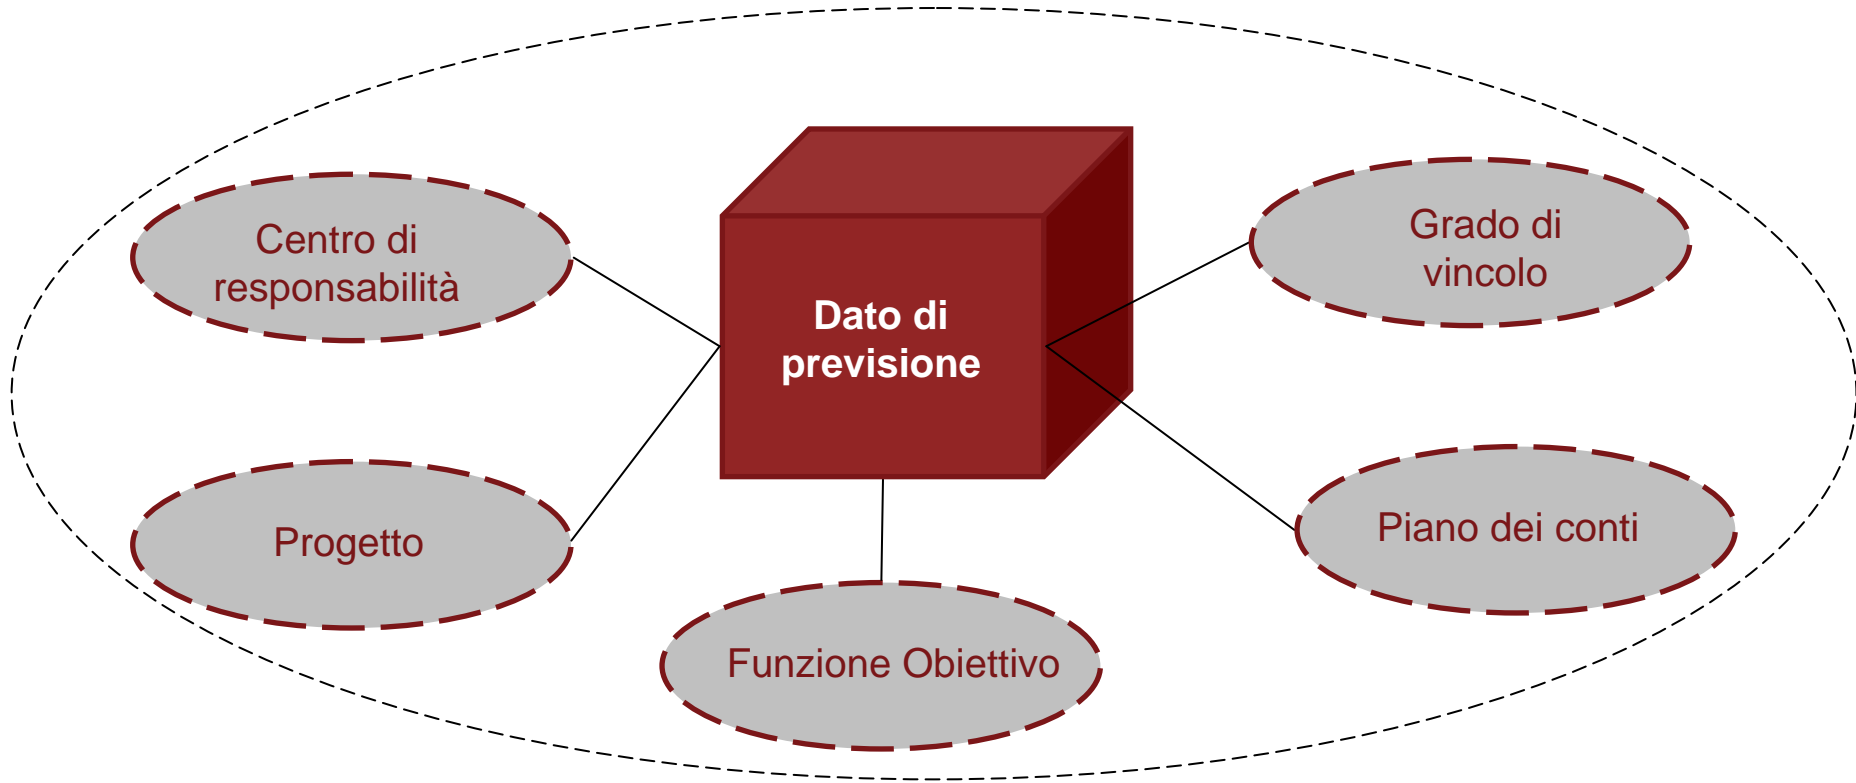 Centro di
responsabilità
Dato di
previsione
Grado di
vincolo
Progetto
Funzione Obiettivo
Piano dei conti